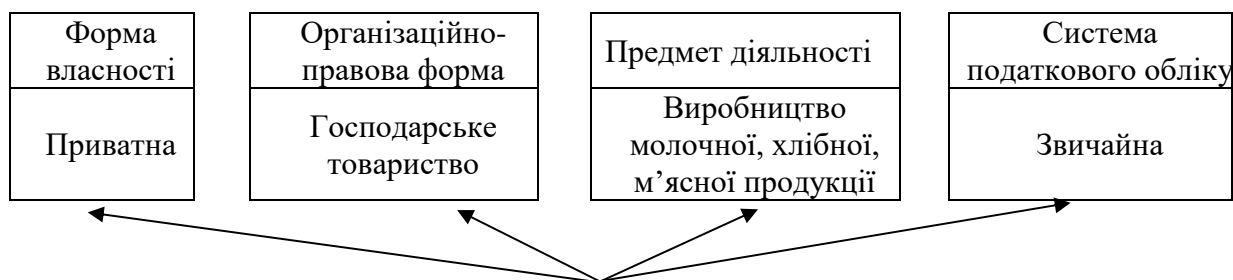 Форма
власності
Приватна
Організаційно-
правова форма
Господарське
товариство
Предмет діяльності
Виробництво
молочної, хлібної,
м’ясної продукції
Система
податкового обліку
Звичайна